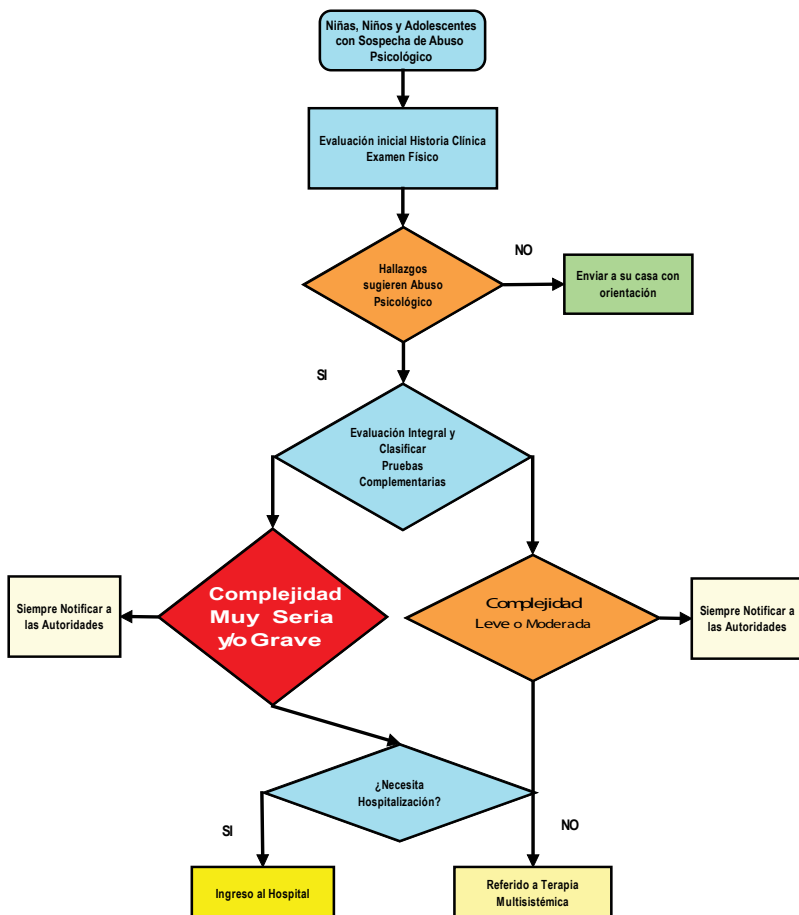 Niñas, Niños y Adolescentes
con Sospecha de Abuso
Psicológico
Evaluación inicial Historia Clínica
Examen Físico
NO
Hallazgos
sugieren Abuso
Psicológico
Enviar a su casa con
orientación
SI
Evaluación Integral y
Clasificar
Pruebas
Complementarias
Siempre Notificar a
las Autoridades
Complejidad
Muy Seria
y/o Grave
Complejidad
Leve o Moderada
Siempre Notificar a
las Autoridades
¿Necesita
Hospitalización?
SI
NO
Ingreso al Hospital
Referido a Terapia
Multisistémica